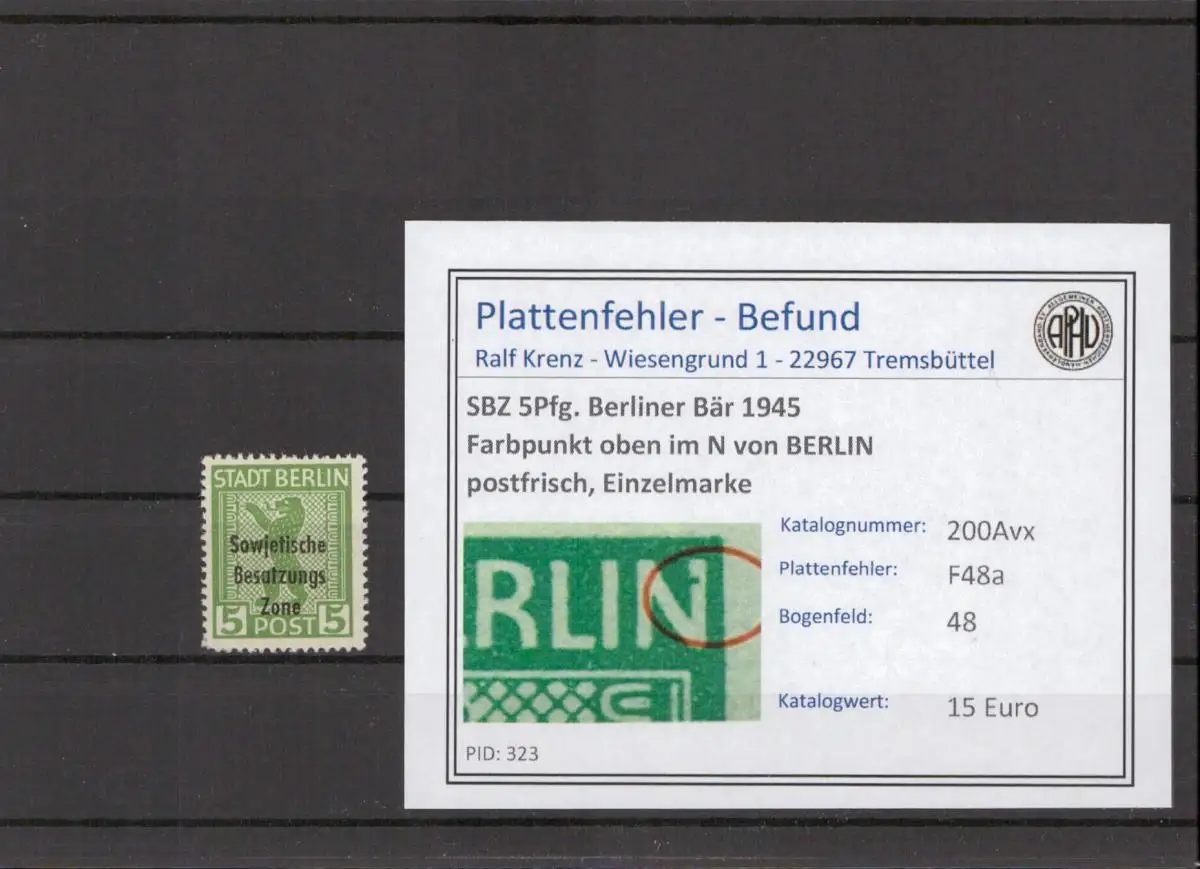 STADT BERLIN
Sowjetische
Besatzungs
Zone
5 POST 5
Plattenfehler - Befund
Ralf Krenz - Wiesengrund 1 - 22967 Tremsbüttel
APHV
SBZ 5Pfg. Berliner Bär 1945
Farbpunkt oben im N von BERLIN
postfrisch, Einzelmarke
RLIN
Katalognummer: 200Avx
Plattenfehler: F48a
Bogenfeld: 48
Katalogwert: 15 Euro
PID: 323